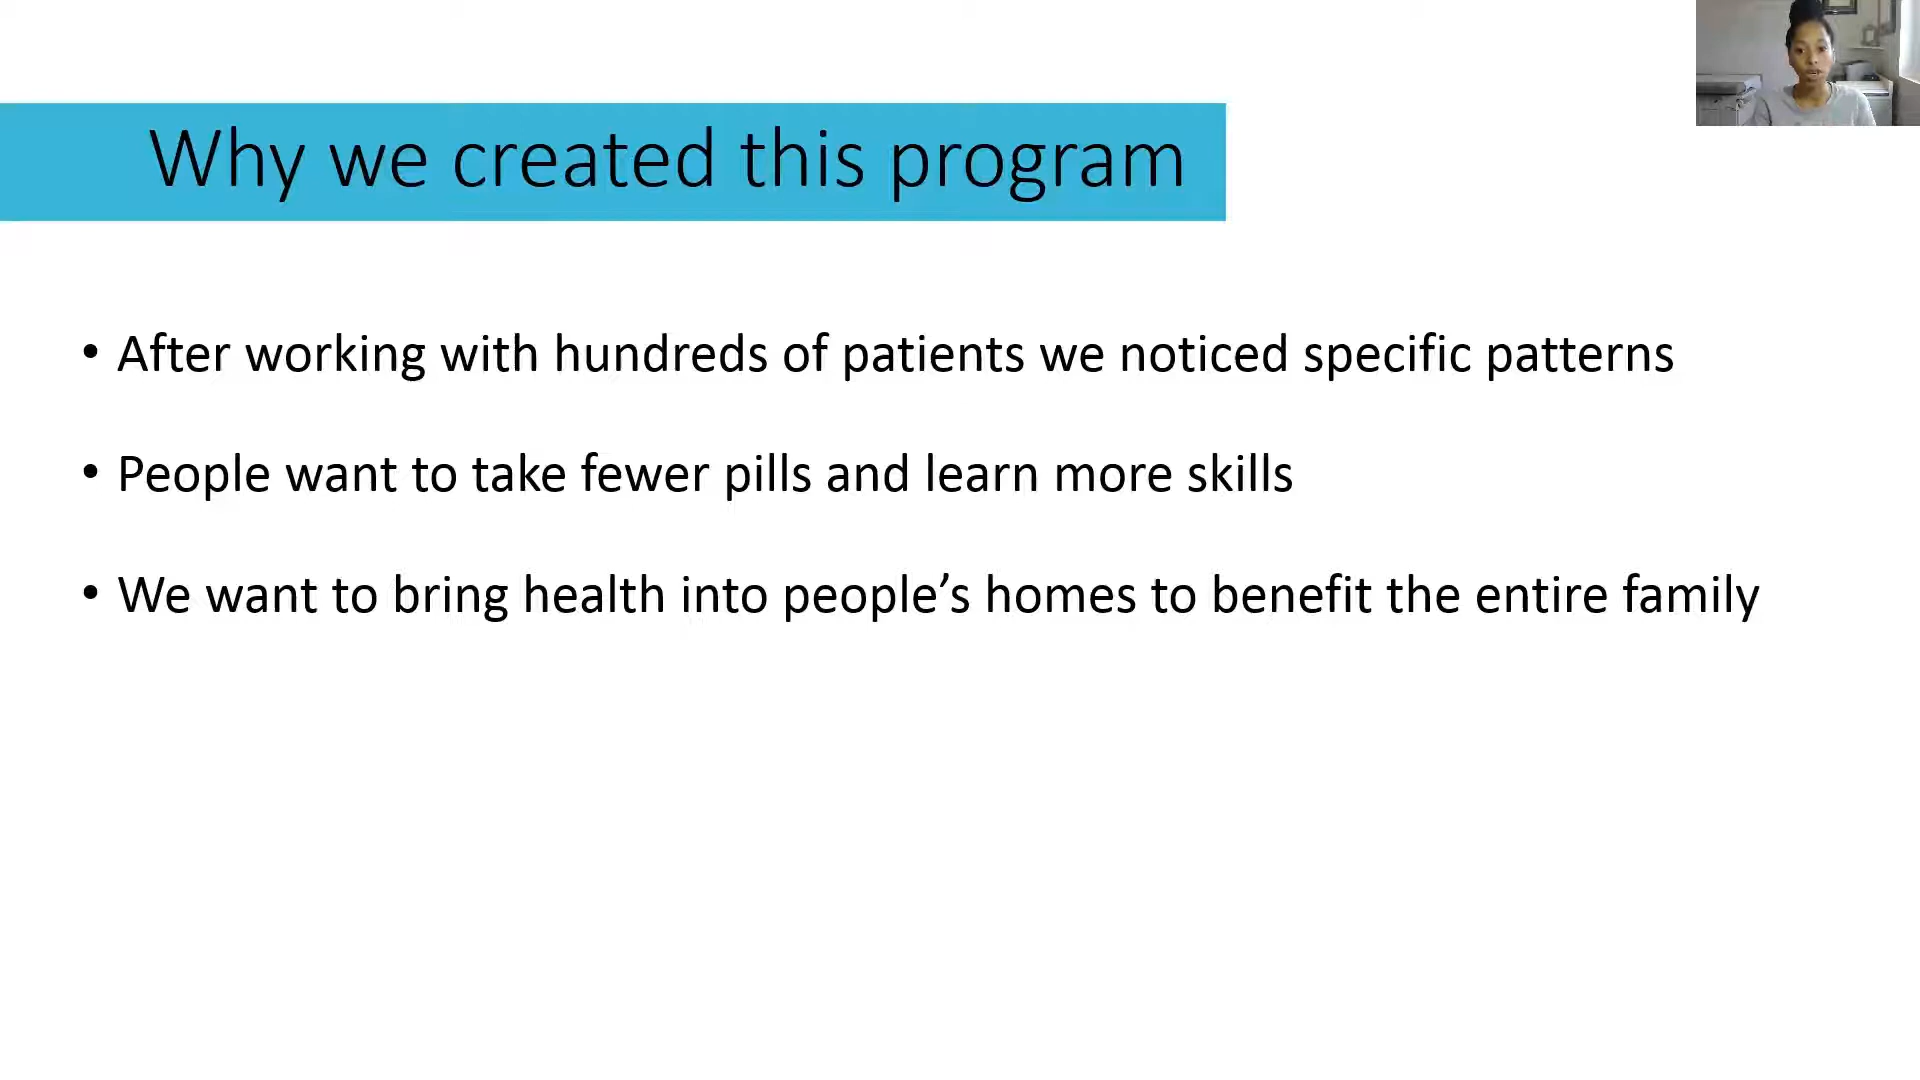 Why we created this program
• After working with hundreds of patients we noticed specific patterns
• People want to take fewer pills and learn more skills
• We want to bring health into people’s homes to benefit the entire family